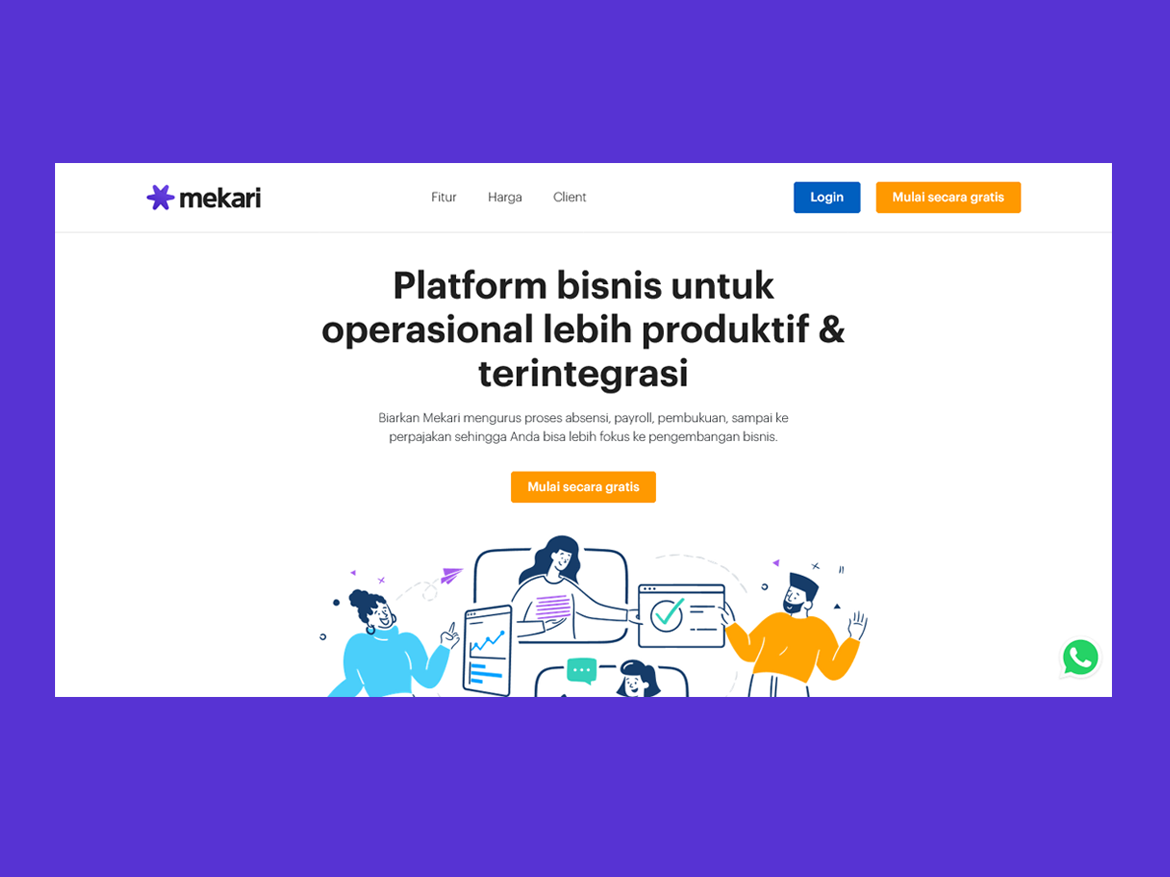 mekari
Fitur
Harga
Client
Login
Mulai secara gratis
Platform bisnis untuk
operasional lebih produktif &
terintegrasi
Biarkan Mekari mengurus proses absensi, payroll, pembukuan, sampai ke
perpajakan sehingga Anda bisa lebih fokus ke pengembangan bisnis.
Mulai secara gratis